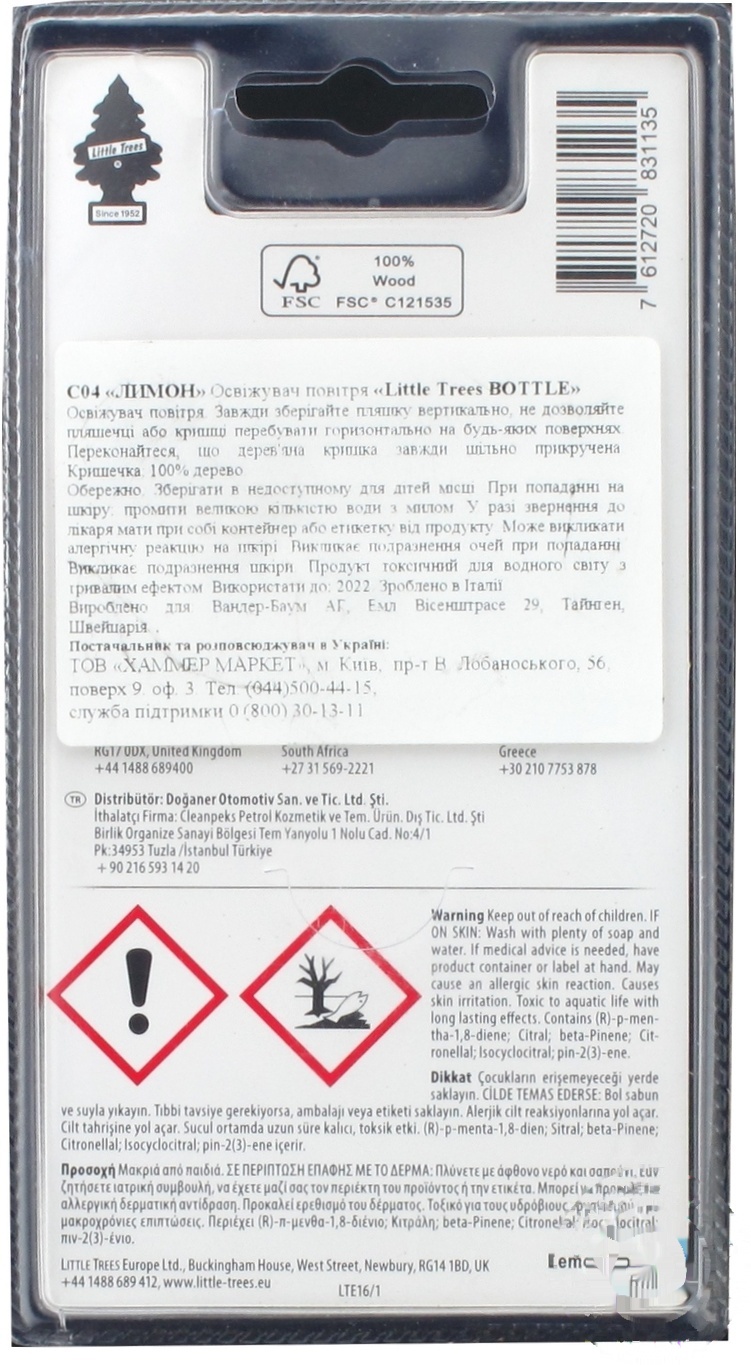 Little Trees
Since 1952
7 612720 831135
100%
Wood
FSC
FSC® C121535
С04 «ЛИМОН» Освіжувач повітря «Little Trees BOTTLE»
Освіжувач повітря. Завжди зберігайте пляшку вертикально, не дозволяйте
пляшечці або кришці перебувати горизонтально на будь-яких поверхнях.
Переконайтеся, що дерев'яна кришка завжди щільно прикручена
Кришечка: 100% дерево
Обережно. Зберігати в недоступному для дітей місці. При попаданні на
шкіру: промити великою кількістю води з милом. У разі звернення до
лікаря мати при собі контейнер або етикетку від продукту. Може викликати
алергічну реакцію на шкірі. Викликає подразнення очей при попаданні.
Викликає подразнення шкіри. Продукт токсичний для водного світу з
тривалим ефектом. Використати до: 2022. Зроблено в Італії
Вироблено для Вандер-Баум АГ, Емл Вісенштрасе 29, Тайнген,
Швейцарія.
Постачальник та розповсюджувач в Україні:
ТОВ «ХАММЕР МАРКЕТ», м. Київ, пр-т В. Лобаноського, 56,
поверх 9. оф. 3. Тел. (044)500-44-15,
служба підтримки 0 (800) 30-13-11
RG17 0DX, United Kingdom
South Africa
Greece
+44 1488 689400
+27 31 569-2221
+30 210 7753 878
TR Distribütör: Doğaner Otomotiv San. ve Tic. Ltd. Şti.
İthalatçı Firma: Cleanpeks Petrol Kozmetik ve Tem. Ürün. Dış Tic. Ltd. Şti
Birlik Organize Sanayi Bölgesi Tem Yanyolu 1 Nolu Cad. No:4/1
Pk:34953 Tuzla /İstanbul Türkiye
+ 90 216 593 14 20
Warning Keep out of reach of children. IF
ON SKIN: Wash with plenty of soap and
water. If medical advice is needed, have
product container or label at hand. May
cause an allergic skin reaction. Causes
skin irritation. Toxic to aquatic life with
long lasting effects. Contains (R)-p-men-
tha-1,8-diene; Citral; beta-Pinene; Cit-
ronellal; Isocyclocitral; pin-2(3)-ene.
Dikkat Çocukların erişemeyeceği yerde
saklayın. CİLDE TEMAS EDERSE: Bol sabun
ve suyla yıkayın. Tıbbi tavsiye gerekiyorsa, ambalajı veya etiketi saklayın. Alerjik cilt reaksiyonlarına yol açar.
Cilt tahrişine yol açar. Sucul ortamda uzun süre kalıcı, toksik etki. (R)-p-menta-1,8-dien; Sitral; beta-Pinene;
Citronellal; Isocyclocitral; pin-2(3)-ene içerir.
Προσοχή Μακριά από παιδιά. ΣΕ ΠΕΡΙΠΤΩΣΗ ΕΠΑΦΗΣ ΜΕ ΤΟ ΔΕΡΜΑ: Πλύνετε με άφθονο νερό και σαπούνι. Εάν
ζητήσετε ιατρική συμβουλή, να έχετε μαζί σας τον περιέκτη του προϊόντος ή την ετικέτα. Μπορεί να προκαλέσει
αλλεργική δερματική αντίδραση. Προκαλεί ερεθισμό του δέρματος. Τοξικό για τους υδρόβιους
μακροχρόνιες επιπτώσεις. Περιέχει (R)-π-μενθα-1,8-διένιο; Κιτράλη; beta-Pinene;
πιν-2(3)-ένιο.
LITTLE TREES Europe Ltd., Buckingham House, West Street, Newbury, RG14 1BD, UK
+44 1488 689 412, www.little-trees.eu
LTE16/1